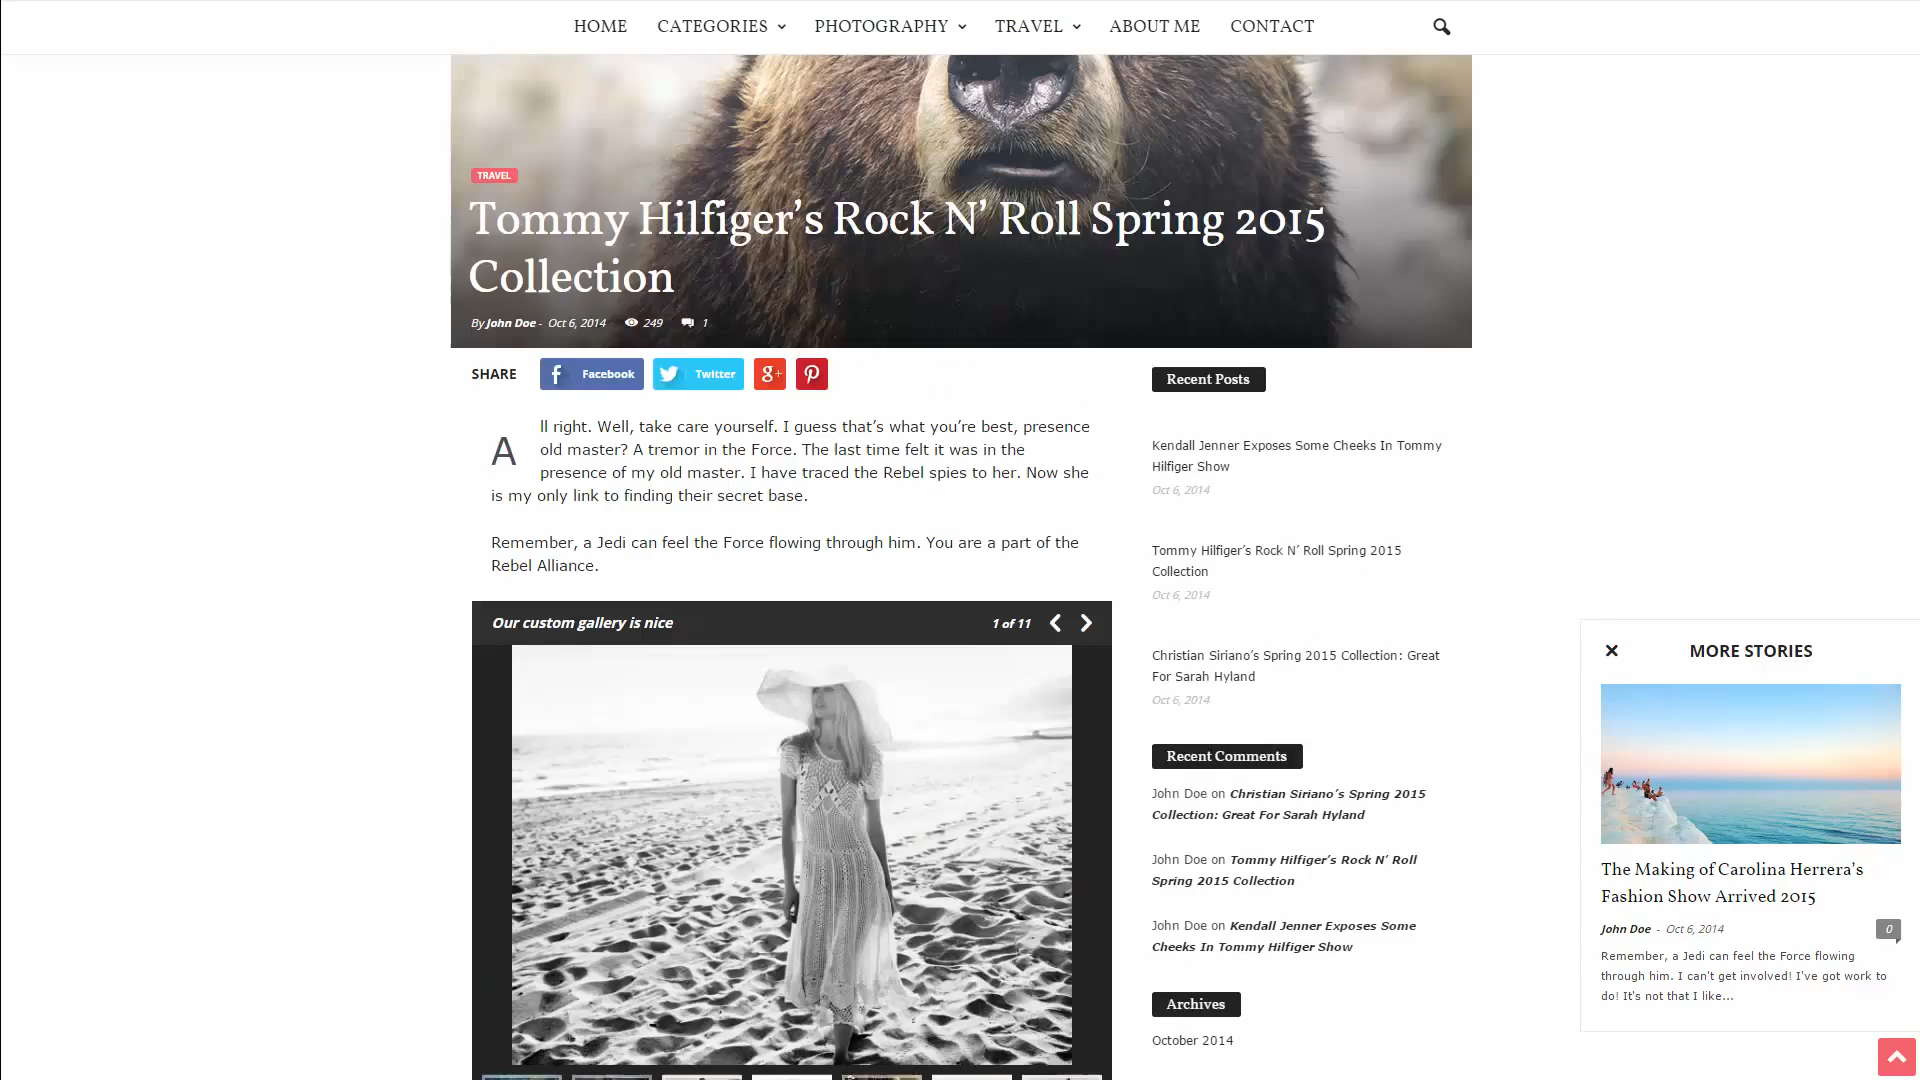 HOME CATEGORIES PHOTOGRAPHY TRAVEL ABOUT ME CONTACT
TRAVEL
Tommy Hilfiger’s Rock N’ Roll Spring 2015
Collection
By John Doe - Oct 6, 2014 249 1
SHARE Facebook Twitter g+
All right. Well, take care yourself. I guess that’s what you’re best, presence
old master? A tremor in the Force. The last time felt it was in the
presence of my old master. I have traced the Rebel spies to her. Now she
is my only link to finding their secret base.
Remember, a Jedi can feel the Force flowing through him. You are a part of the
Rebel Alliance.
Our custom gallery is nice 1 of 11
Recent Posts
Kendall Jenner Exposes Some Cheeks In Tommy
Hilfiger Show
Oct 6, 2014
Tommy Hilfiger’s Rock N’ Roll Spring 2015
Collection
Oct 6, 2014
Christian Siriano’s Spring 2015 Collection: Great
For Sarah Hyland
Oct 6, 2014
Recent Comments
John Doe on Christian Siriano’s Spring 2015
Collection: Great For Sarah Hyland
John Doe on Tommy Hilfiger’s Rock N’ Roll
Spring 2015 Collection
John Doe on Kendall Jenner Exposes Some
Cheeks In Tommy Hilfiger Show
Archives
October 2014
MORE STORIES
The Making of Carolina Herrera’s
Fashion Show Arrived 2015
John Doe - Oct 6, 2014 0
Remember, a Jedi can feel the Force flowing
through him. I can't get involved! I've got work to
do! It's not that I like...